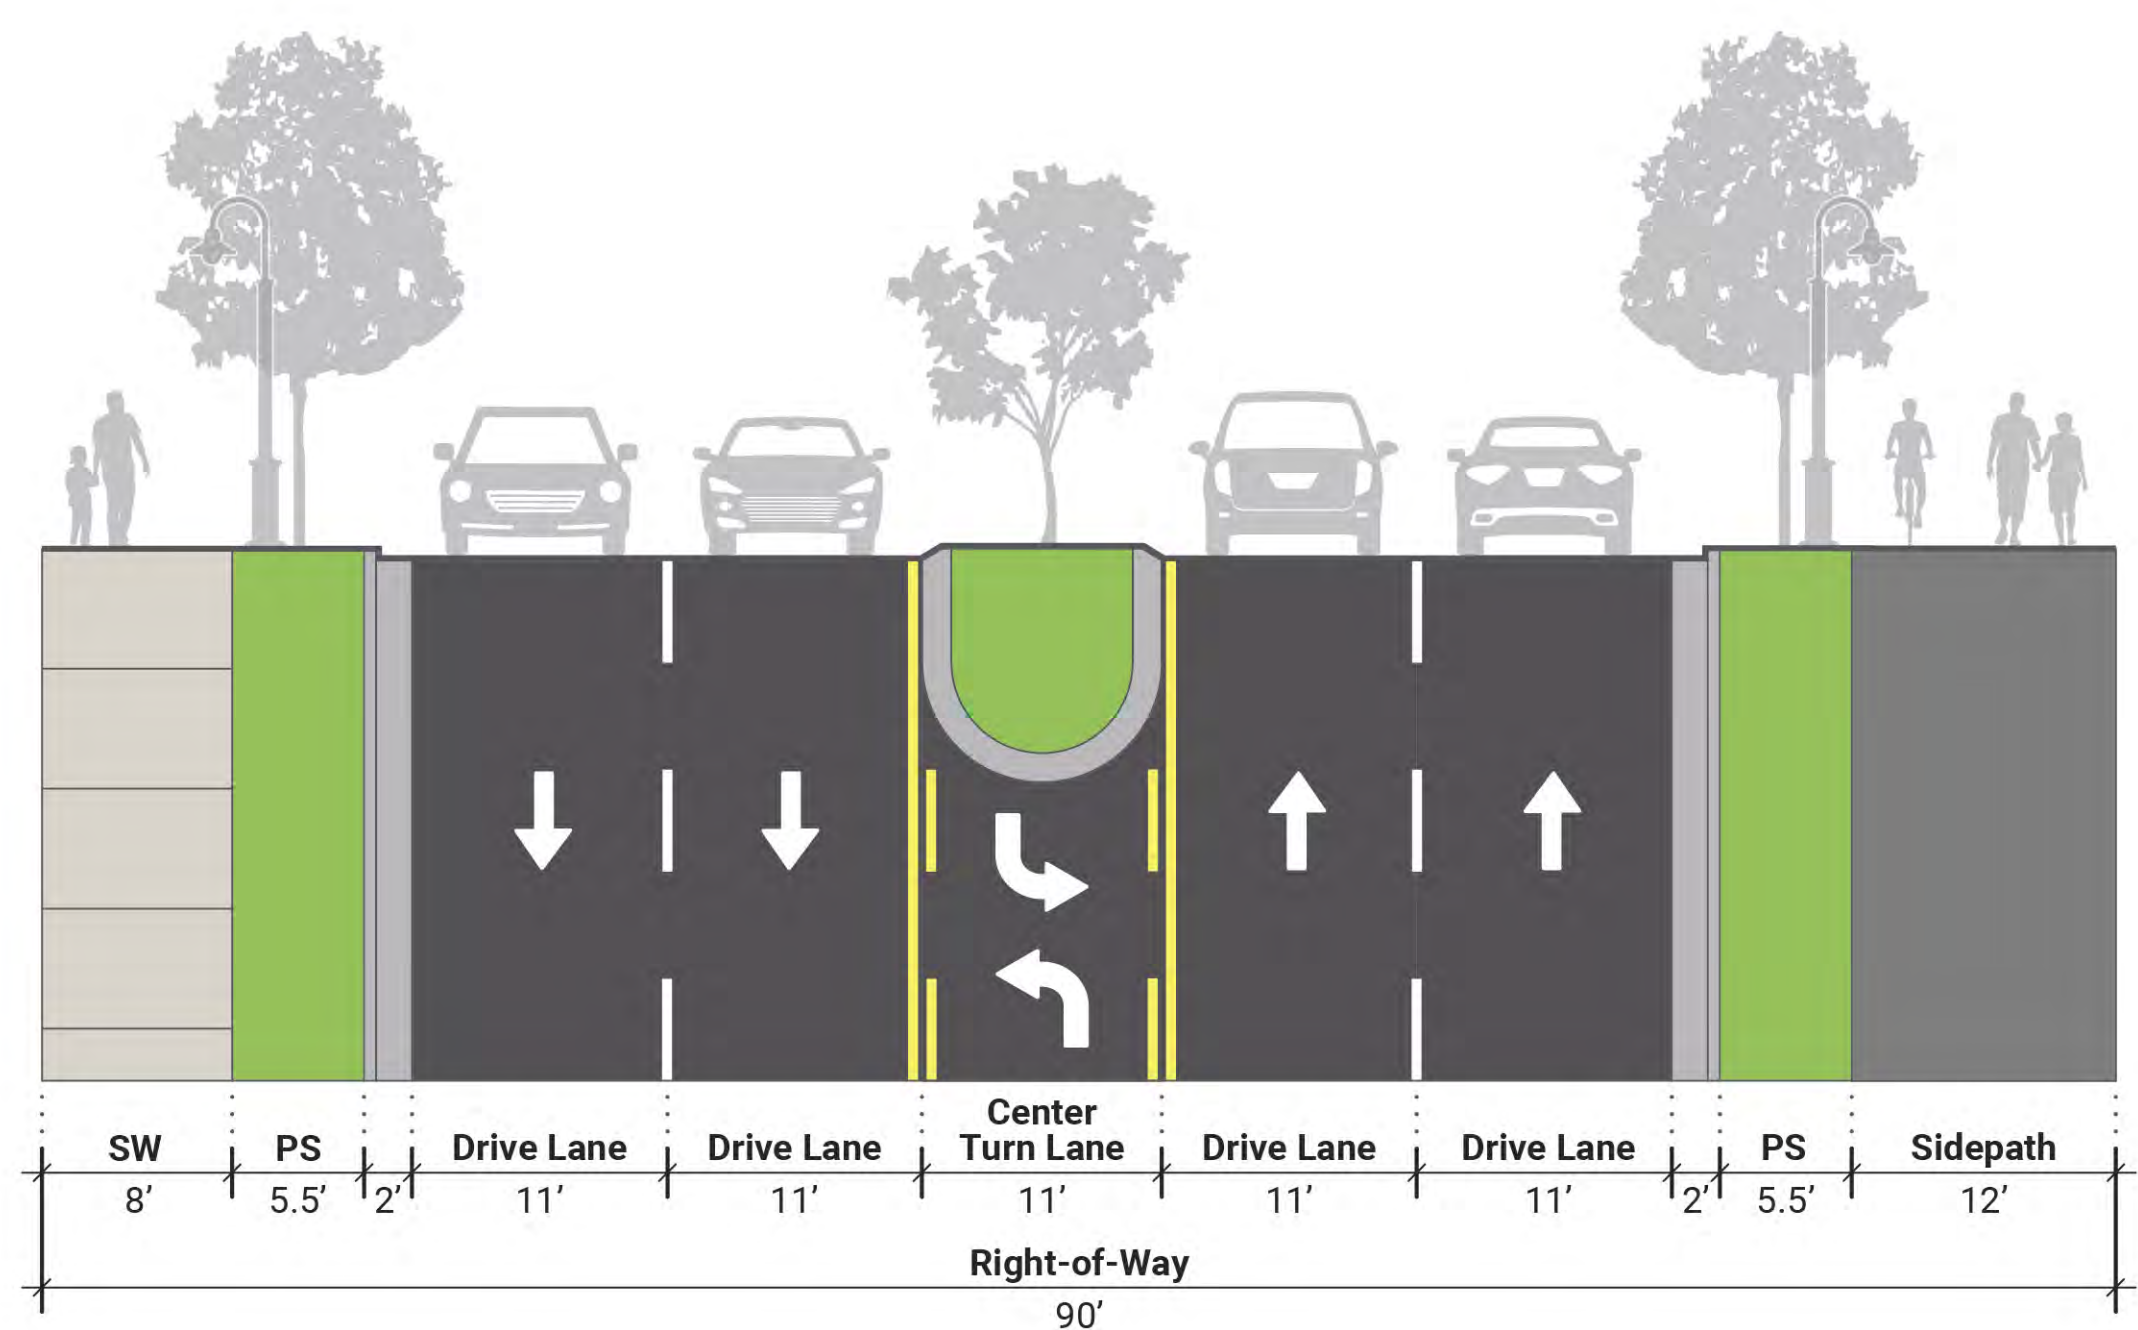 Center
SW PS Drive Lane Drive Lane Turn Lane Drive Lane Drive Lane PS Sidepath
8’ 5.5’ 2’ 11’ 11’ 11’ 11’ 11’ 2’ 5.5’ 12’
Right-of-Way
90’